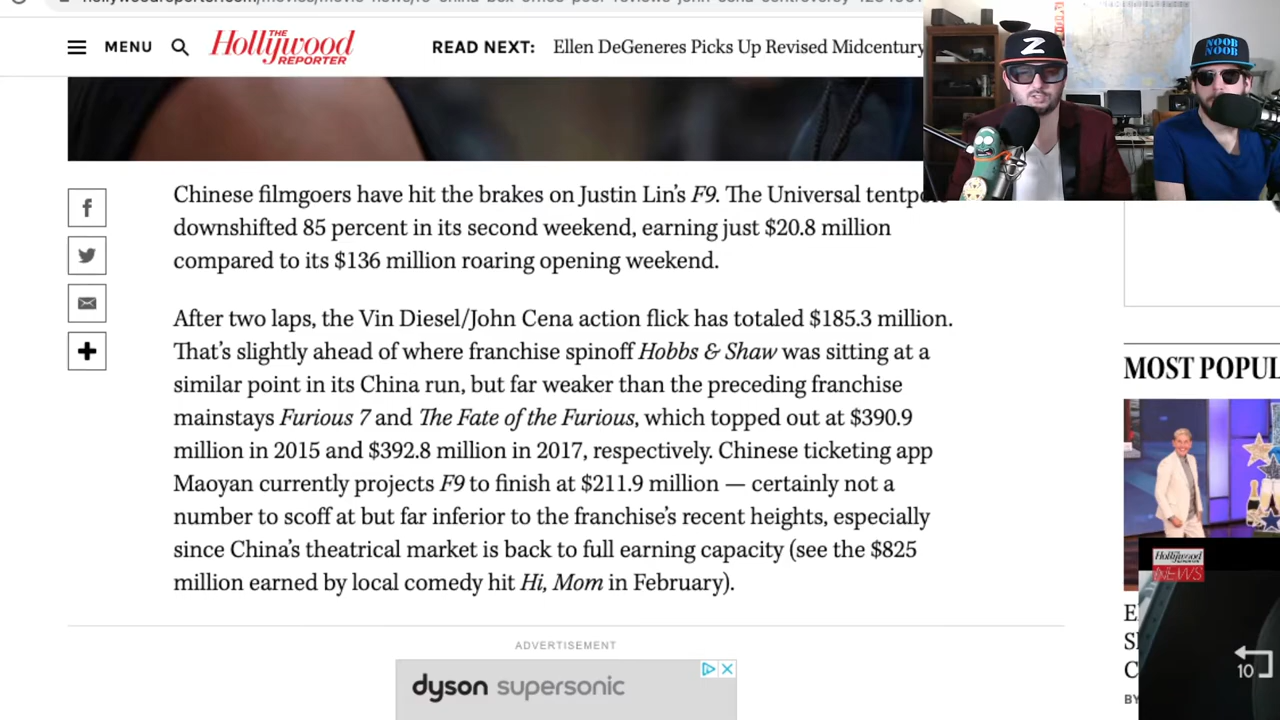 MENU
THE
Hollywood
REPORTER
READ NEXT: Ellen DeGeneres Picks Up Revised Midcentury
Z
NOOB
NOOB
Chinese filmgoers have hit the brakes on Justin Lin's F9. The Universal
downshifted 85 percent in its second weekend, earning just $20.8 million
compared to its $136 million roaring opening weekend.
After two laps, the Vin Diesel/John Cena action flick has totaled $185.3 million.
That's slightly ahead of where franchise spinoff Hobbs & Shaw was sitting at a
similar point in its China run, but far weaker than the preceding franchise
mainstays Furious 7 and The Fate of the Furious, which topped out at $390.9
million in 2015 and $392.8 million in 2017, respectively. Chinese ticketing app
Maoyan currently projects F9 to finish at $211.9 million — certainly not a
number to scoff at but far inferior to the franchise's recent heights, especially
since China's theatrical market is back to full earning capacity (see the $825
million earned by local comedy hit Hi, Mom in February).
MOST POPUL
Hollywood
REPORTER
NEWS
10
ADVERTISEMENT
dyson supersonic